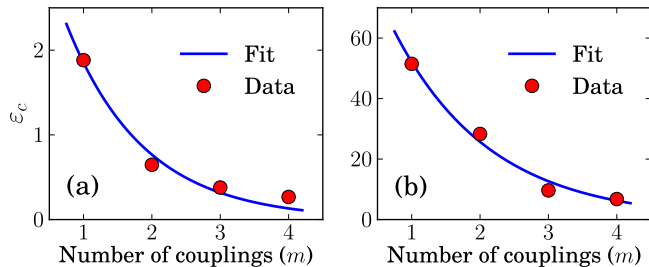 2
1
0
ε_c
Fit
Data
(a)
1 2 3 4
Number of couplings (m)
60
40
20
0
Fit
Data
(b)
1 2 3 4
Number of couplings (m)